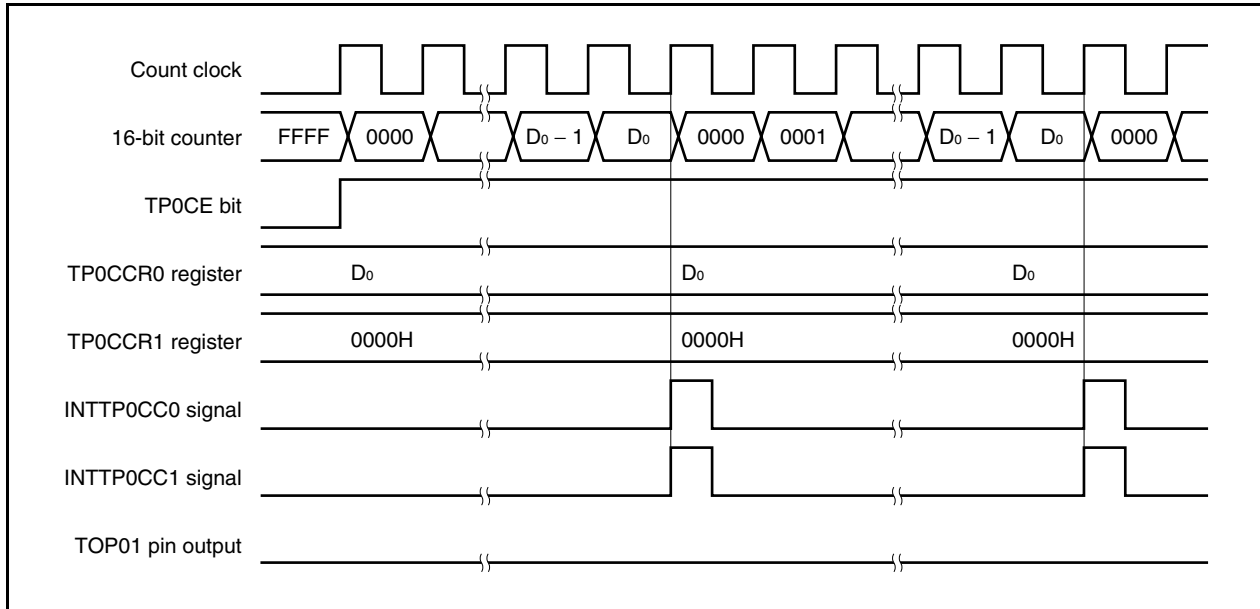 Count clock
16-bit counter FFFF 0000 D₀ − 1 D₀ 0000 0001 D₀ − 1 D₀ 0000
TP0CE bit
TP0CCR0 register D₀ D₀ D₀
TP0CCR1 register 0000H 0000H 0000H
INTTP0CC0 signal
INTTP0CC1 signal
TOP01 pin output